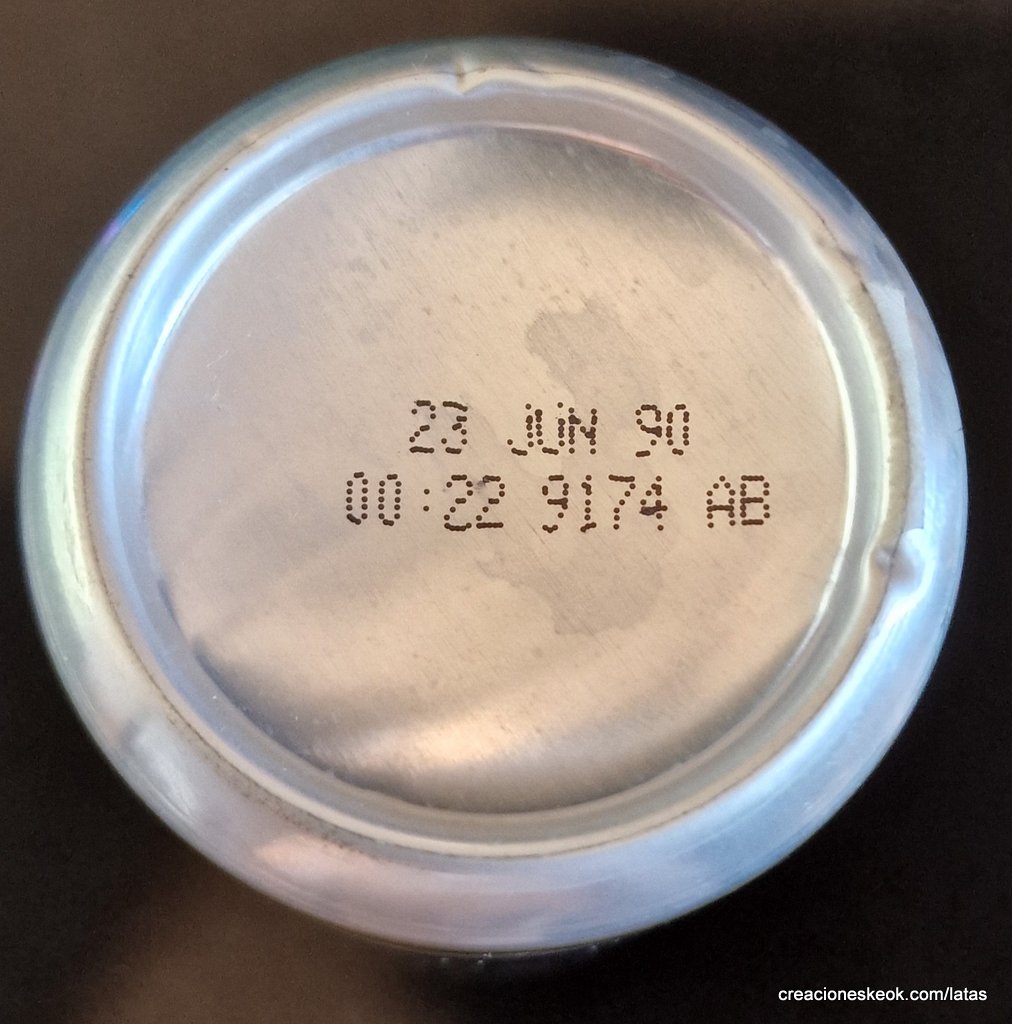 23 JUN 90
00:22 9174 AB
creacioneskeok.com/latas